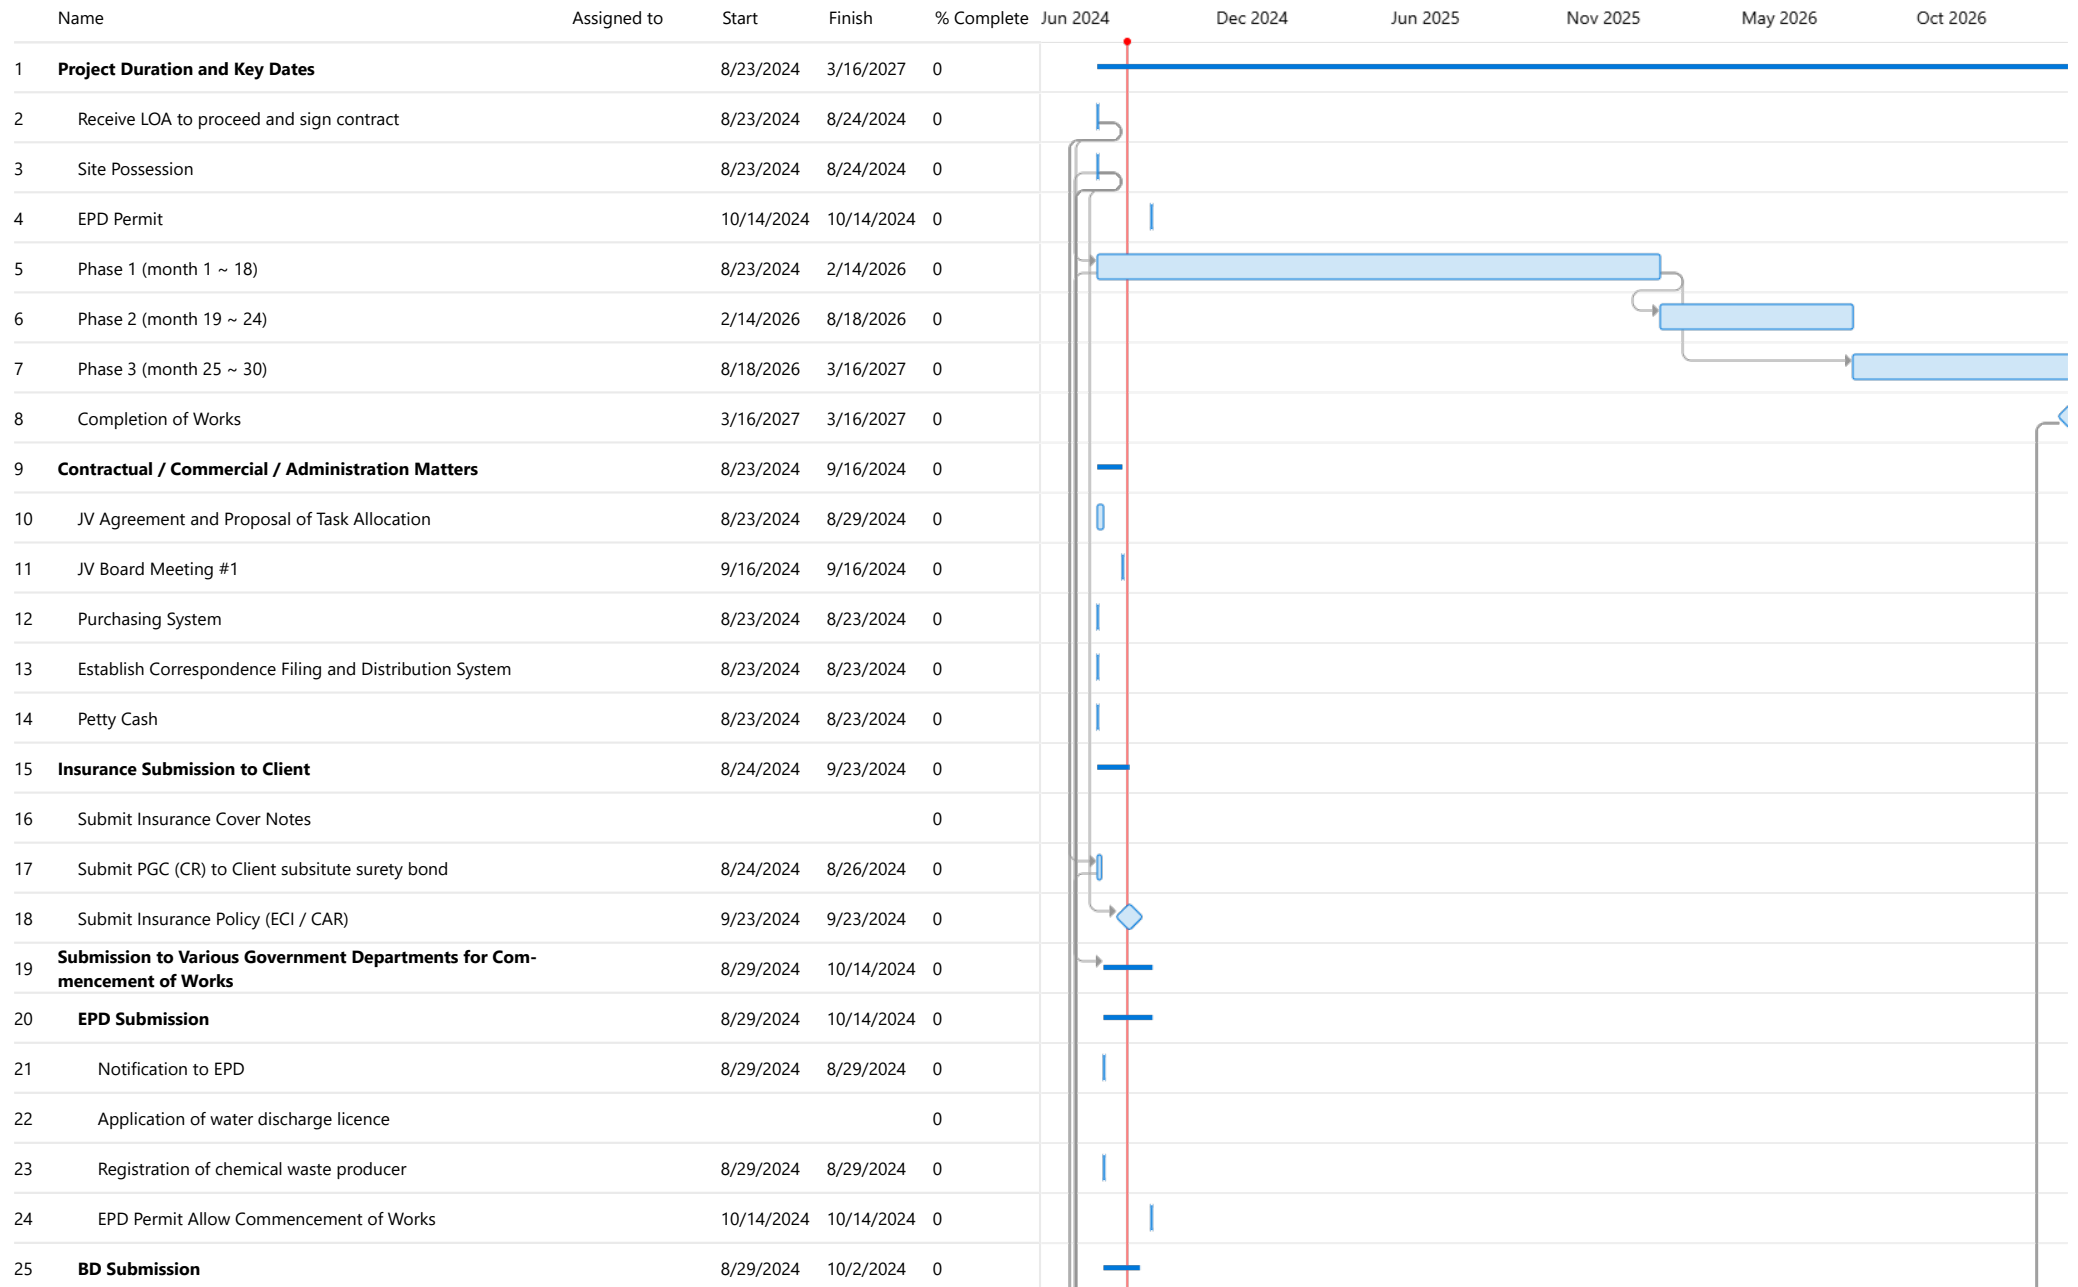 Name Assigned to Start Finish % Complete Jun 2024 Dec 2024 Jun 2025 Nov 2025 May 2026 Oct 2026
1 Project Duration and Key Dates 8/23/2024 3/16/2027 0
2 Receive LOA to proceed and sign contract 8/23/2024 8/24/2024 0
3 Site Possession 8/23/2024 8/24/2024 0
4 EPD Permit 10/14/2024 10/14/2024 0
5 Phase 1 (month 1 ~ 18) 8/23/2024 2/14/2026 0
6 Phase 2 (month 19 ~ 24) 2/14/2026 8/18/2026 0
7 Phase 3 (month 25 ~ 30) 8/18/2026 3/16/2027 0
8 Completion of Works 3/16/2027 3/16/2027 0
9 Contractual / Commercial / Administration Matters 8/23/2024 9/16/2024 0
10 JV Agreement and Proposal of Task Allocation 8/23/2024 8/29/2024 0
11 JV Board Meeting #1 9/16/2024 9/16/2024 0
12 Purchasing System 8/23/2024 8/23/2024 0
13 Establish Correspondence Filing and Distribution System 8/23/2024 8/23/2024 0
14 Petty Cash 8/23/2024 8/23/2024 0
15 Insurance Submission to Client 8/24/2024 9/23/2024 0
16 Submit Insurance Cover Notes 0
17 Submit PGC (CR) to Client subsitute surety bond 8/24/2024 8/26/2024 0
18 Submit Insurance Policy (ECI / CAR) 9/23/2024 9/23/2024 0
Submission to Various Government Departments for Com-
19 mencement of Works 8/29/2024 10/14/2024 0
20 EPD Submission 8/29/2024 10/14/2024 0
21 Notification to EPD 8/29/2024 8/29/2024 0
22 Application of water discharge licence 0
23 Registration of chemical waste producer 8/29/2024 8/29/2024 0
24 EPD Permit Allow Commencement of Works 10/14/2024 10/14/2024 0
25 BD Submission 8/29/2024 10/2/2024 0